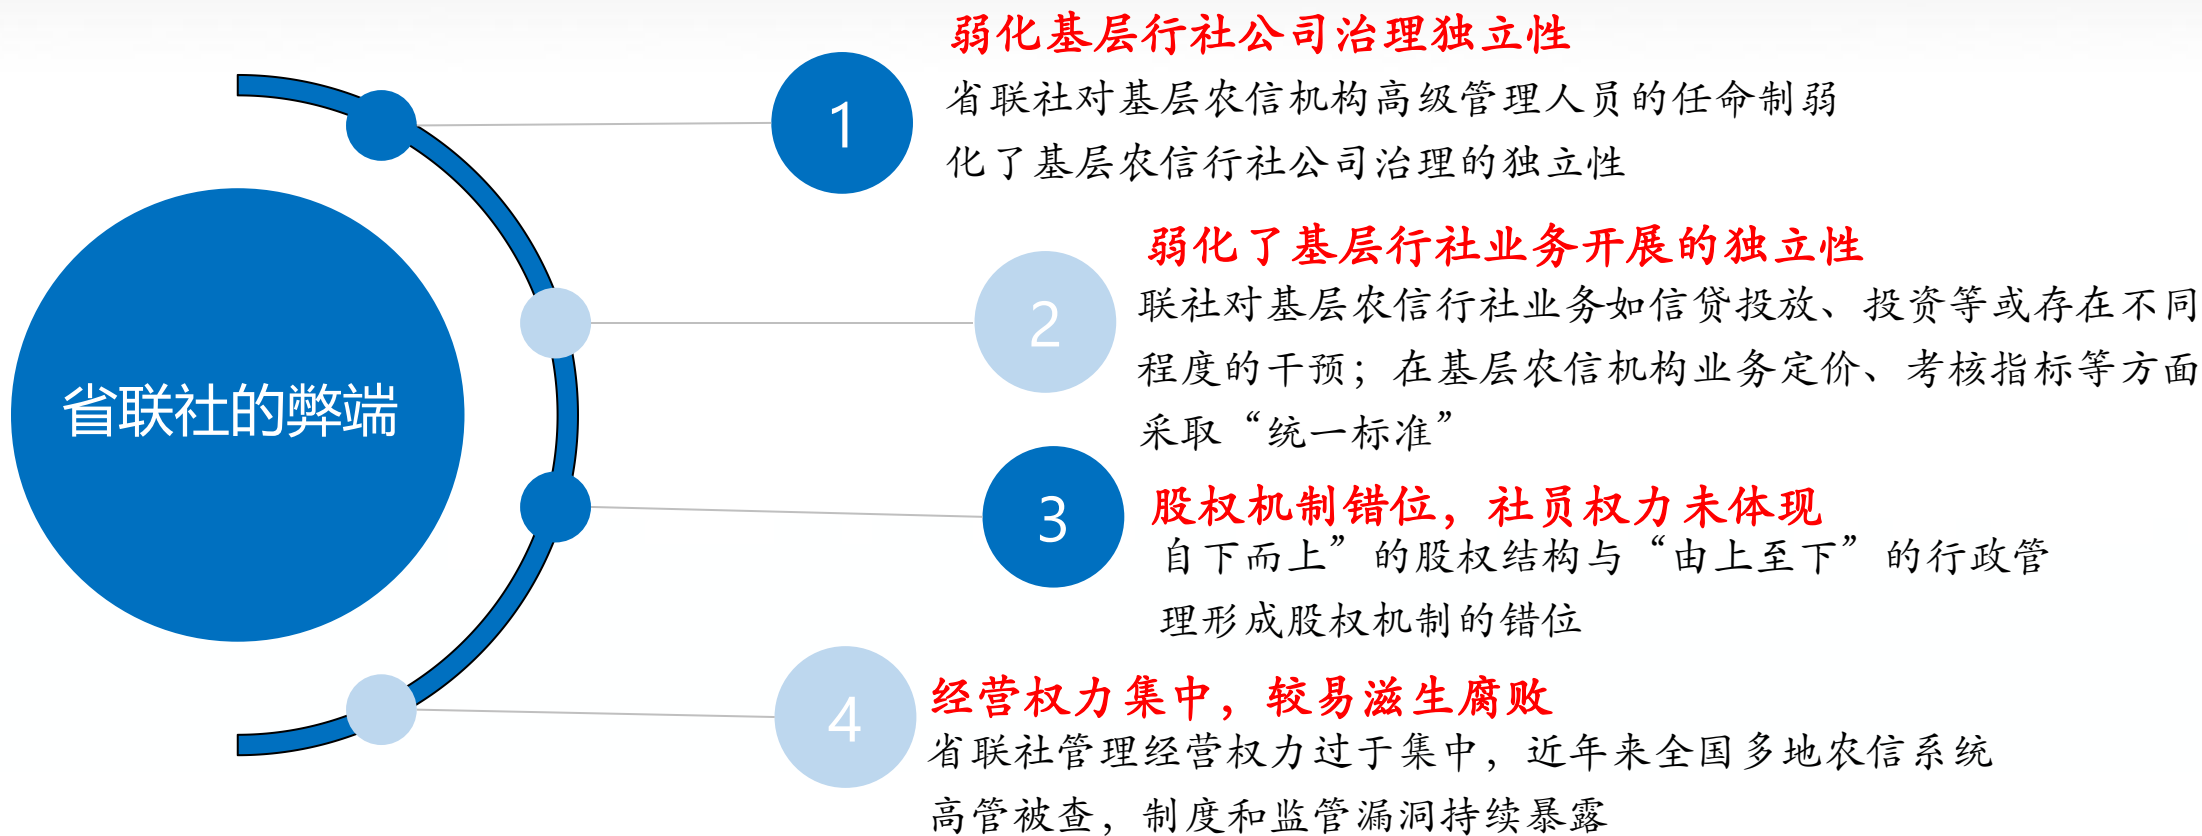 省联社的弊端
1
弱化基层行社公司治理独立性
省联社对基层农信机构高级管理人员的任命制弱
化了基层农信行社公司治理的独立性
2
弱化了基层行社业务开展的独立性
联社对基层农信行社业务如信贷投放、投资等或存在不同
程度的干预；在基层农信机构业务定价、考核指标等方面
采取“统一标准”
3
股权机制错位，社员权力未体现
自下而上”的股权结构与“由上至下”的行政管
理形成股权机制的错位
4
经营权力集中，较易滋生腐败
省联社管理经营权力过于集中，近年来全国多地农信系统
高管被查，制度和监管漏洞持续暴露